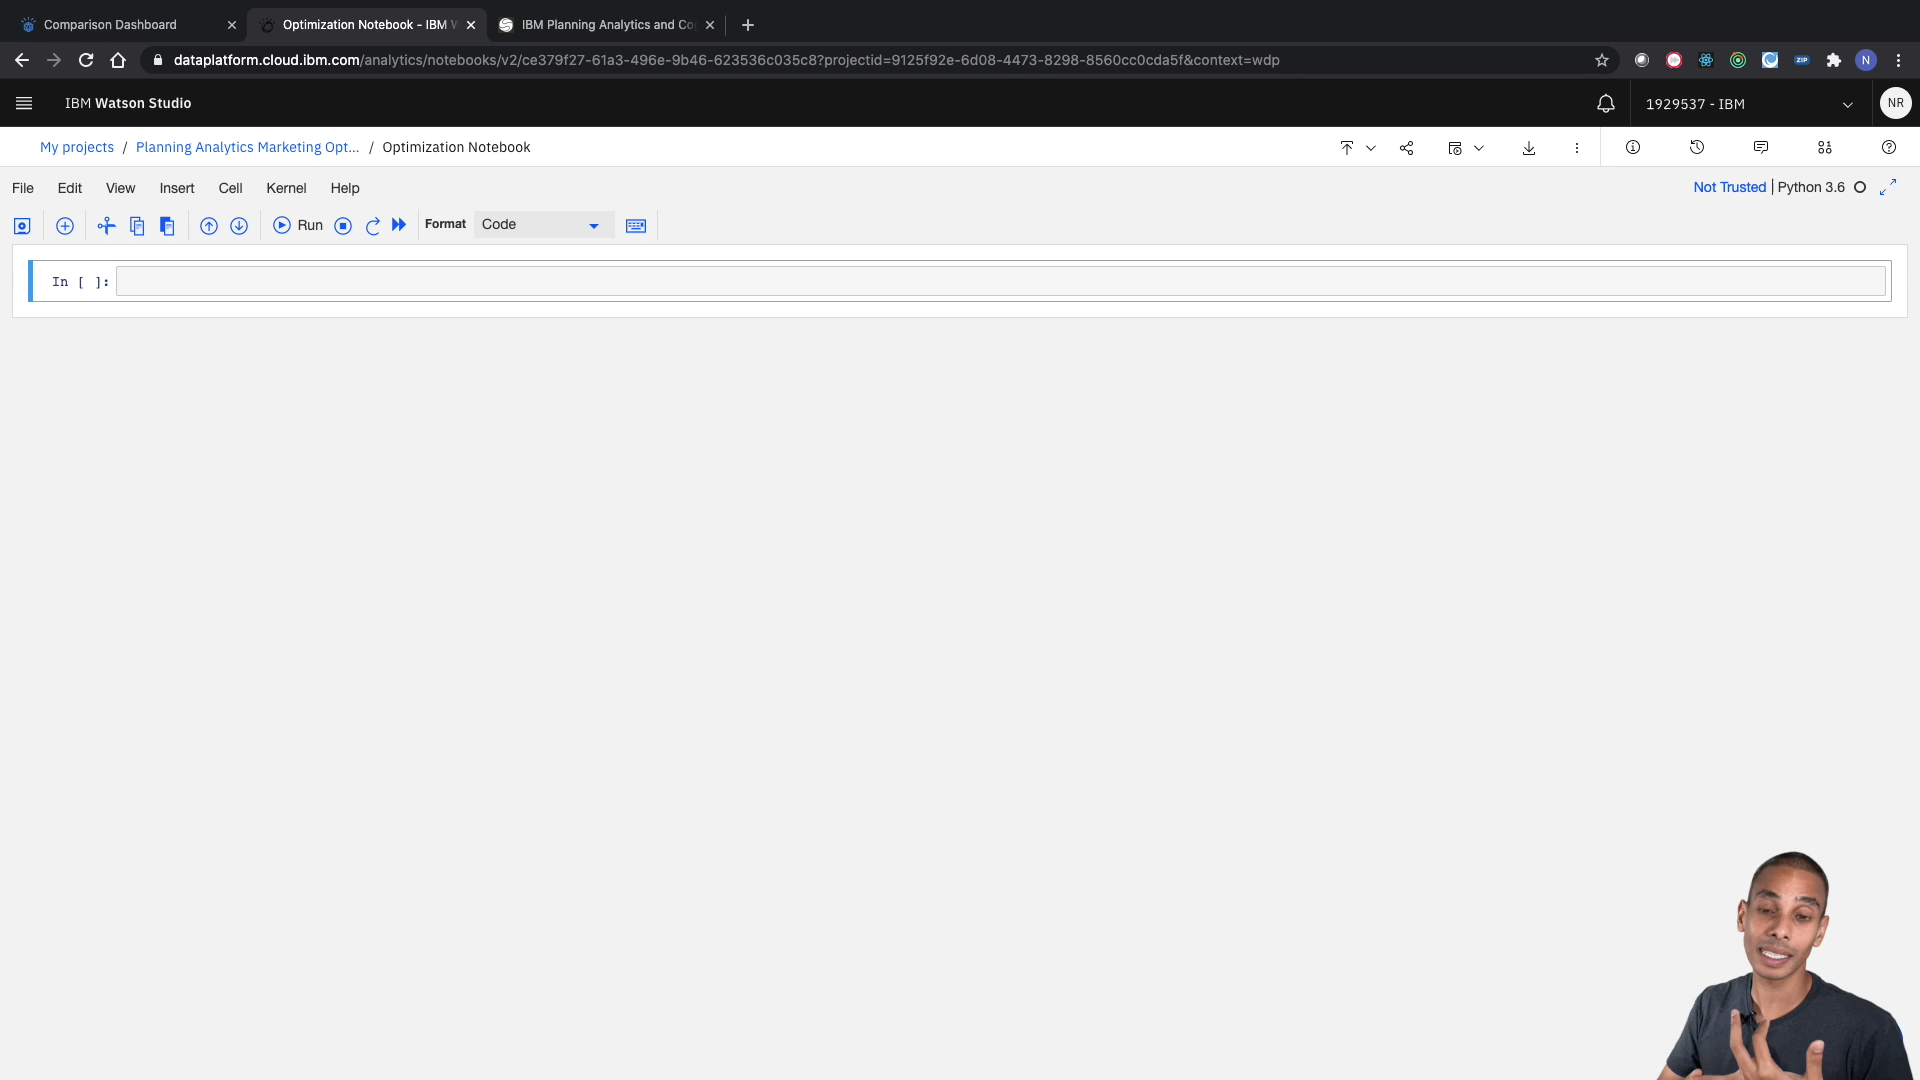 Comparison Dashboard
Optimization Notebook - IBM W
IBM Planning Analytics and Co
dataplatform.cloud.ibm.com/analytics/notebooks/v2/ce379f27-61a3-496e-9b46-623536c035c8?projectid=9125f92e-6d08-4473-8298-8560cc0cda5f&context=wdp
ZIP
N
IBM Watson Studio
1929537 - IBM
NR
My projects / Planning Analytics Marketing Opt... / Optimization Notebook
File Edit View Insert Cell Kernel Help
Not Trusted | Python 3.6
Run
Format
Code
In [ ]: